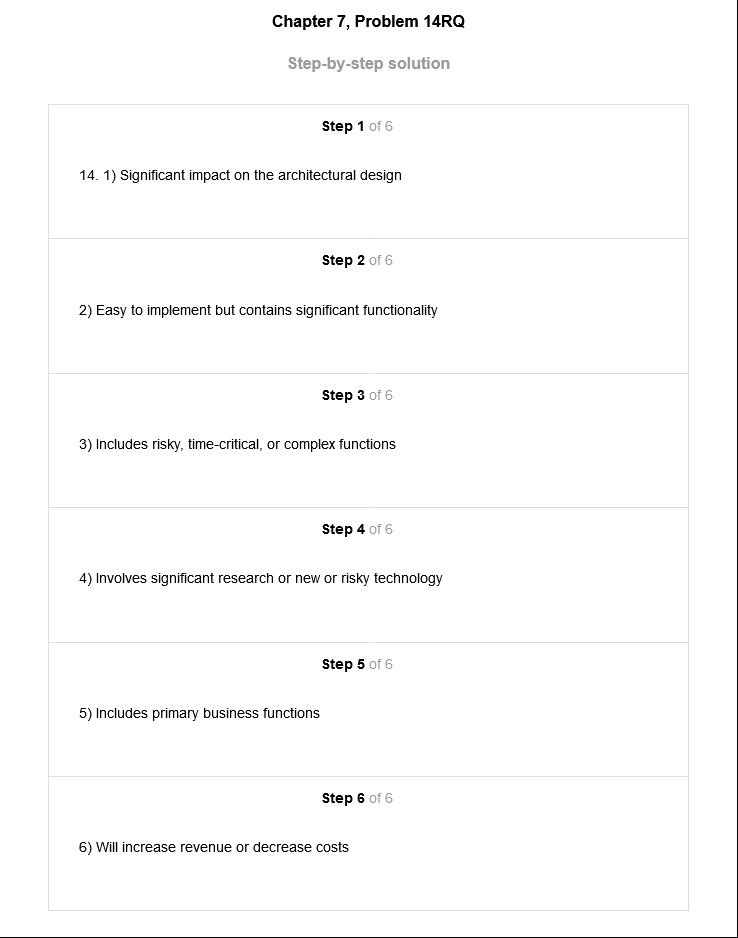 Chapter 7, Problem 14RQ
Step-by-step solution
Step 1 of 6
14. 1) Significant impact on the architectural design
Step 2 of 6
2) Easy to implement but contains significant functionality
Step 3 of 6
3) Includes risky, time-critical, or complex functions
Step 4 of 6
4) Involves significant research or new or risky technology
Step 5 of 6
5) Includes primary business functions
Step 6 of 6
6) Will increase revenue or decrease costs